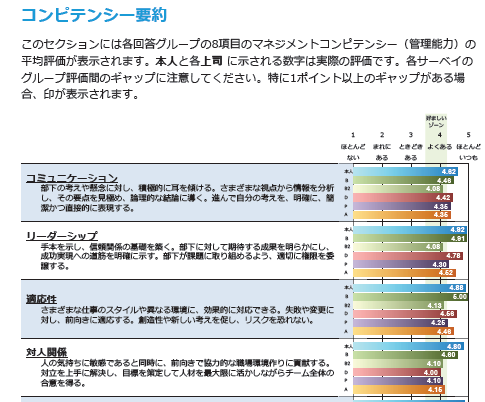 コンピテンシー要約
このセクションには各回答グループの8項目のマネジメントコンピテンシー（管理能力）の
平均評価が表示されます。本人と各上司 に示される数字は実際の評価です。各サーベイの
グループ評価間のギャップに注意してください。特に1ポイント以上のギャップがある場
合、印が表示されます。
好ましい
ゾーン
1 2 3 4 5
ほとんど まれに ときどき よくある ほとんど
ない ある ある いつも
コミュニケーション
部下の考えや懸念に対し、積極的に耳を傾ける。さまざまな視点から情報を分析
し、その要点を見極め、論理的な結論に導く。進んで自分の考えを、明確に、簡
潔かつ直接的に表現する。
本人 4.62
B 4.46
B2 4.08
D 4.42
P 4.35
A 4.35
リーダーシップ
手本を示し、信頼関係の基礎を築く。部下に対して期待する成果を明らかにし、
成功実現への道筋を明確に示す。部下が課題に取り組めるよう、適切に権限を委
譲する。
本人 4.92
B 4.91
B2 4.08
D 4.78
P 4.30
A 4.52
適応性
さまざまな仕事のスタイルや異なる環境に、効果的に対応できる。失敗や変更に
対し、前向きに適応する。創造性や新しい考えを促し、リスクを恐れない。
本人 4.88
B 5.00
B2 4.13
D 4.56
P 4.25
A 4.46
対人関係
人の気持ちに敏感であると同時に、前向きで協力的な職場環境作りに貢献する。
対立を上手に解決し、目標を策定して人材を最大限に活かしながらチーム全体の
合意を得る。
本人 4.80
B 4.60
B2 4.10
D 4.00
P 4.10
A 4.15